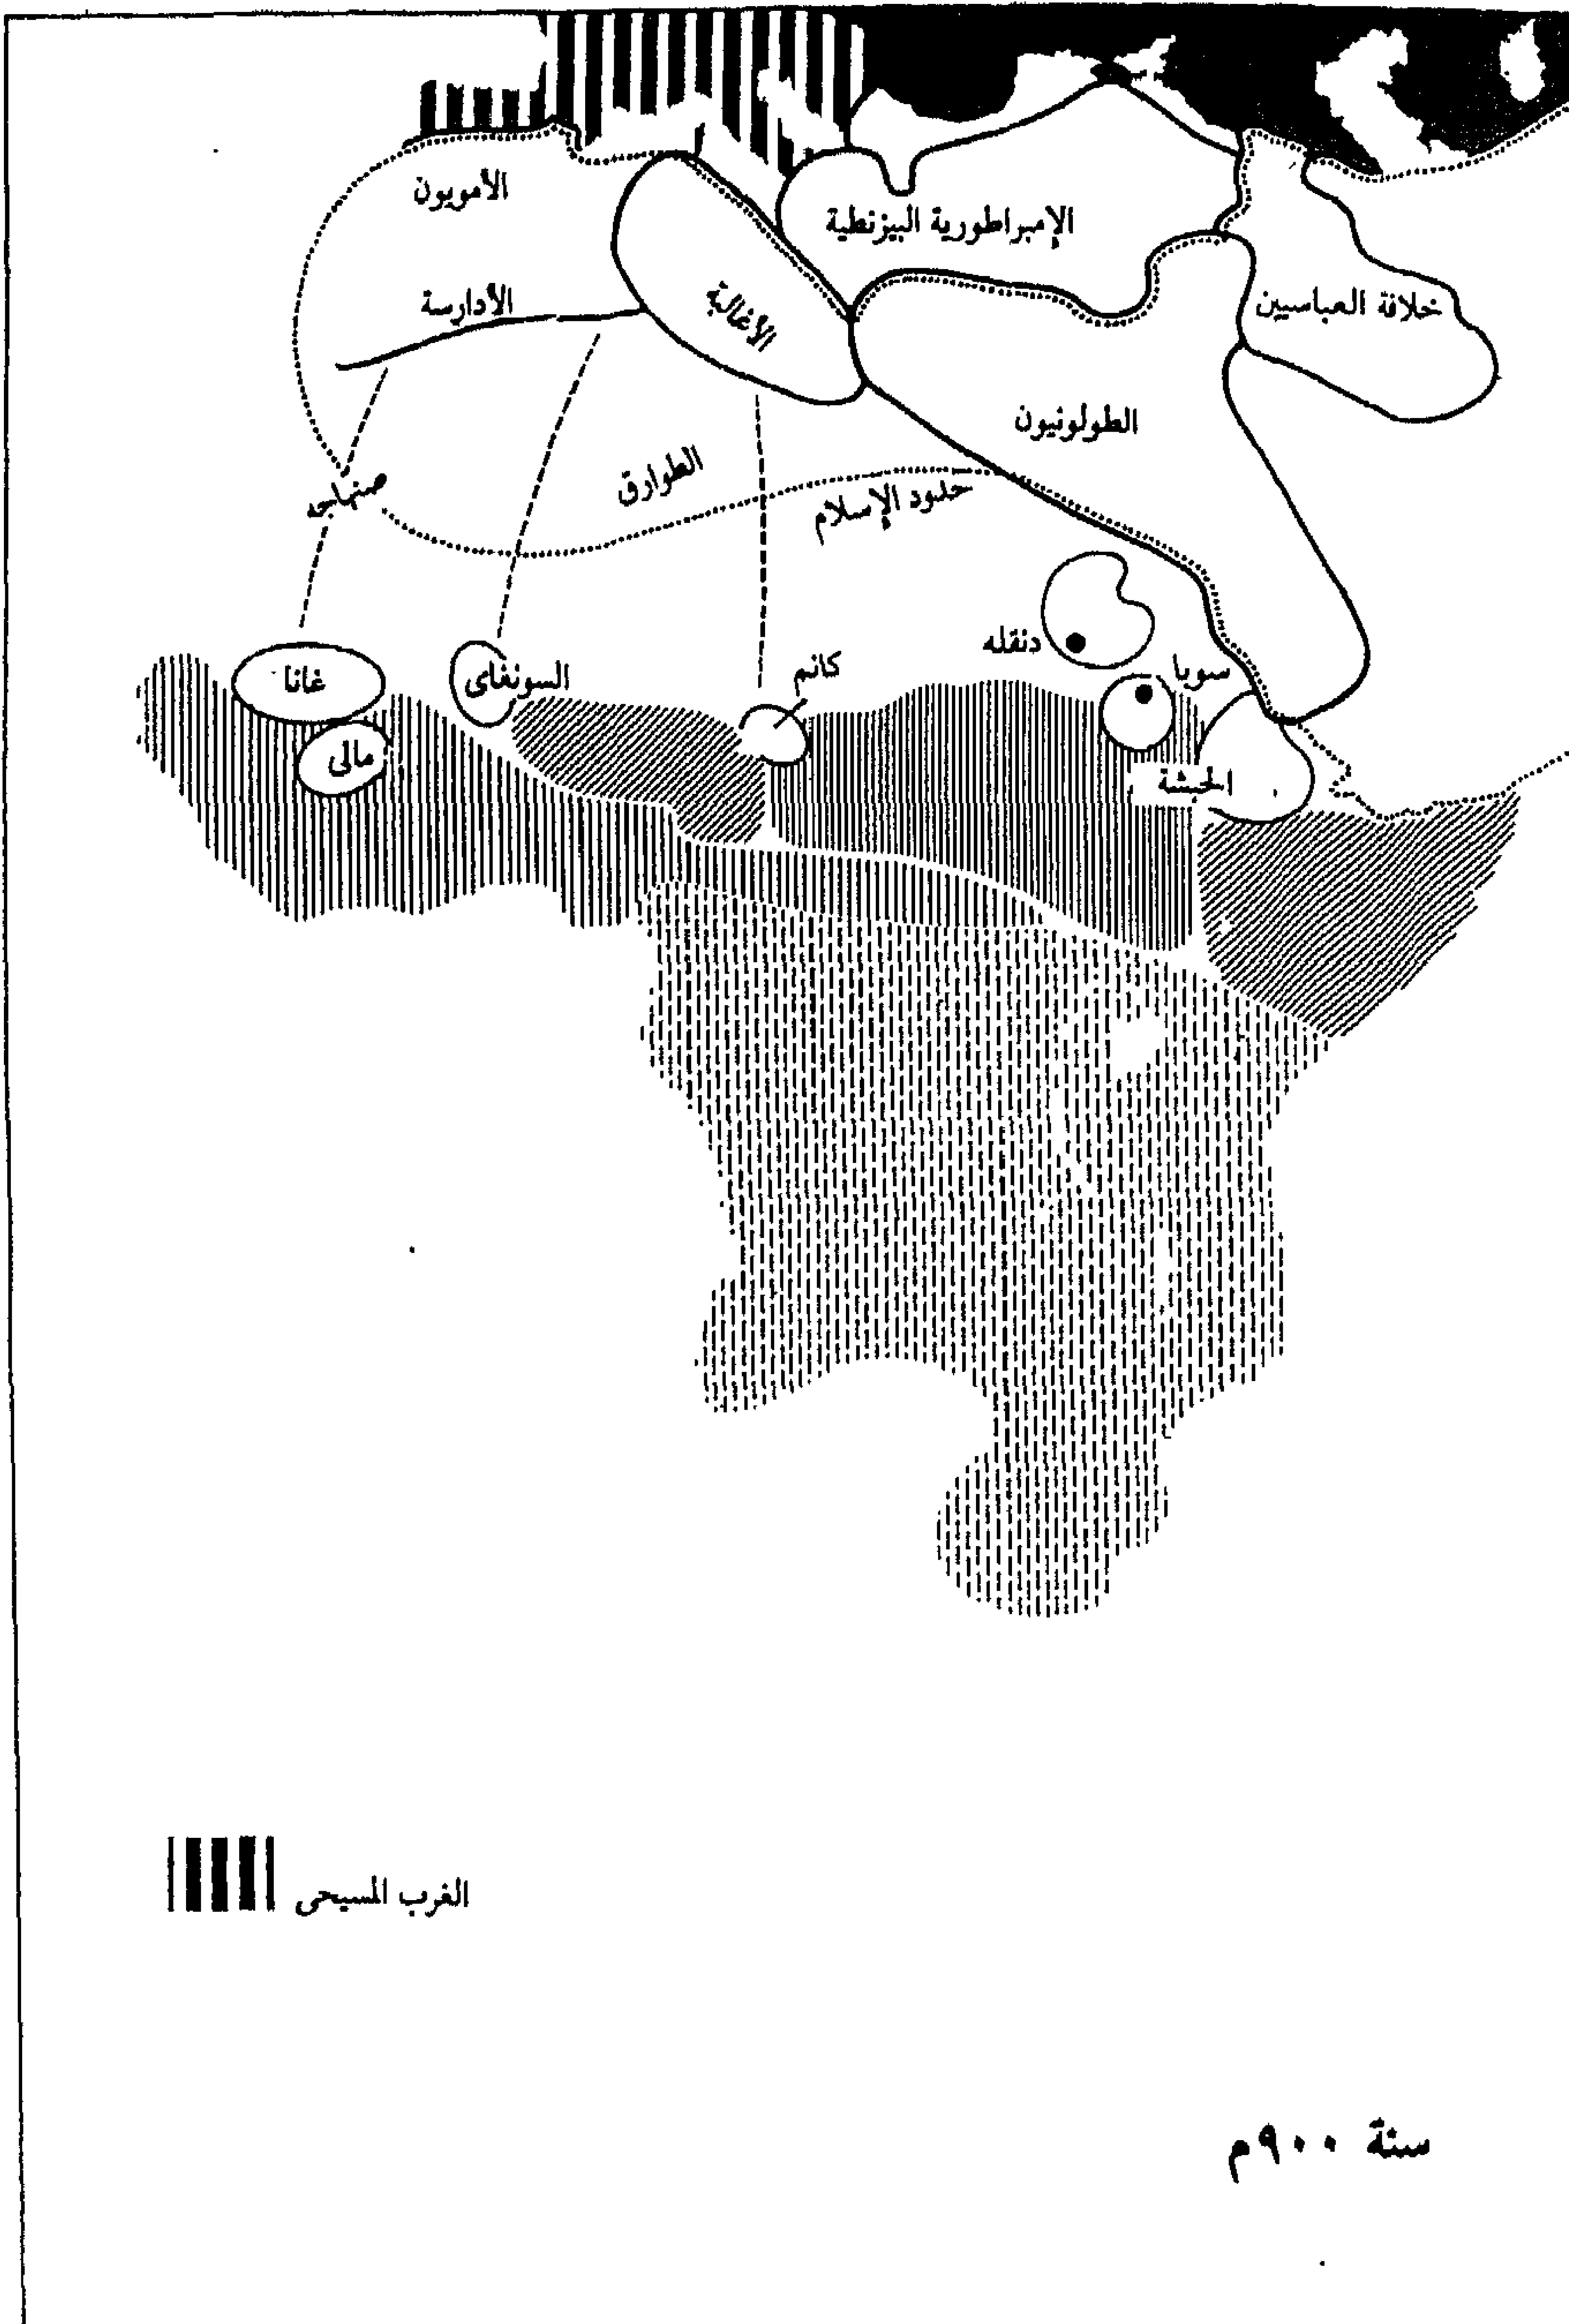 الأمويون
الإمبراطورية البيزنطية
الأدارسة
الأغالبة
خلافة العباسيين
الطولونيون
الطوارق
صنهاجه
حدود الإسلام
دنقله
سوبا
كانم
السونغاى
غانا
مالى
الحبشة
الغرب المسيحى
سنة ٩٠٠م